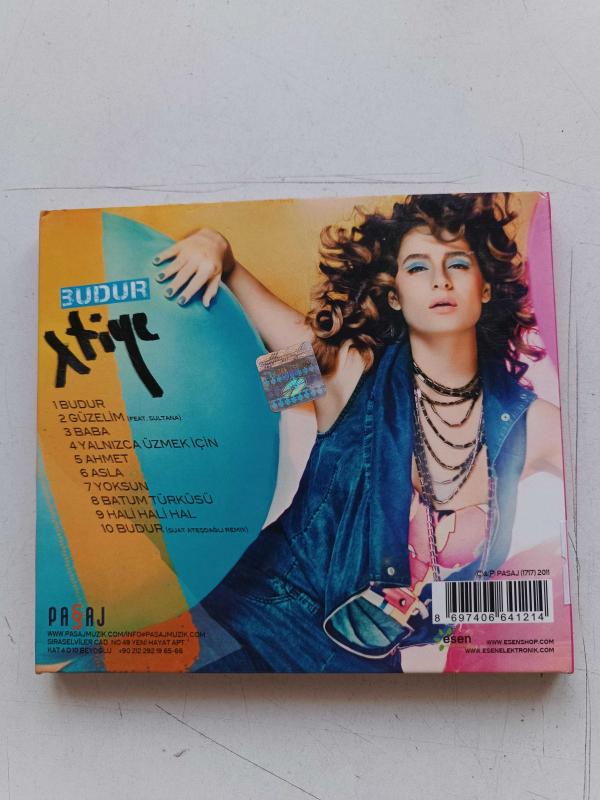 BUDUR
Atiye
1 BUDUR
2 GÜZELİM (FEAT. SULTANA)
3 BABA
4 YALNIZCA ÜZMEK İÇİN
5 AHMET
6 ASLA
7 YOKSUN
8 BATUM TÜRKÜSÜ
9 HALİ HALİ HAL
10 BUDUR (SUAT ATEŞDAĞLI REMIX)
©&℗ PASAJ (1717) 2011
8 697406 641214
PASAJ
WWW.PASAJMUZIK.COM/INFO@PASAJMUZIK.COM
SIRASELVİLER CAD. NO 49 YENİ HAYAT APT.
KAT 4 D 10 BEYOĞLU +90 212 292 19 65-66
esen
WWW.ESENSHOP.COM
WWW.ESENELEKTRONIK.COM